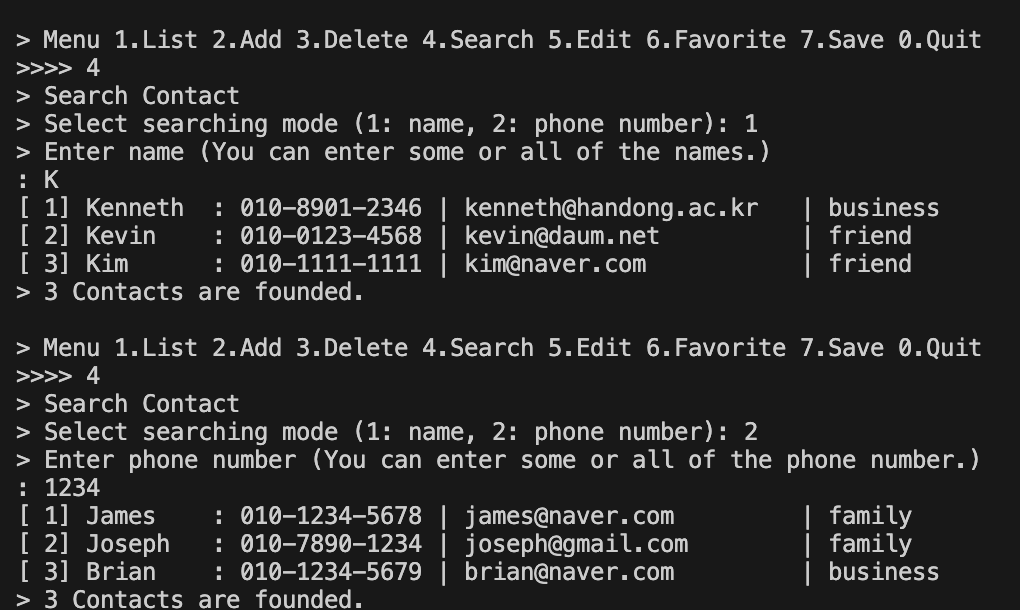 > Menu 1.List 2.Add 3.Delete 4.Search 5.Edit 6.Favorite 7.Save 0.Quit
>>>> 4
> Search Contact
> Select searching mode (1: name, 2: phone number): 1
> Enter name (You can enter some or all of the names.)
: K
[ 1] Kenneth  : 010-8901-2346 | kenneth@handong.ac.kr   | business
[ 2] Kevin    : 010-0123-4568 | kevin@daum.net          | friend
[ 3] Kim      : 010-1111-1111 | kim@naver.com           | friend
> 3 Contacts are founded.

> Menu 1.List 2.Add 3.Delete 4.Search 5.Edit 6.Favorite 7.Save 0.Quit
>>>> 4
> Search Contact
> Select searching mode (1: name, 2: phone number): 2
> Enter phone number (You can enter some or all of the phone number.)
: 1234
[ 1] James    : 010-1234-5678 | james@naver.com         | family
[ 2] Joseph   : 010-7890-1234 | joseph@gmail.com        | family
[ 3] Brian    : 010-1234-5679 | brian@naver.com         | business
> 3 Contacts are founded.